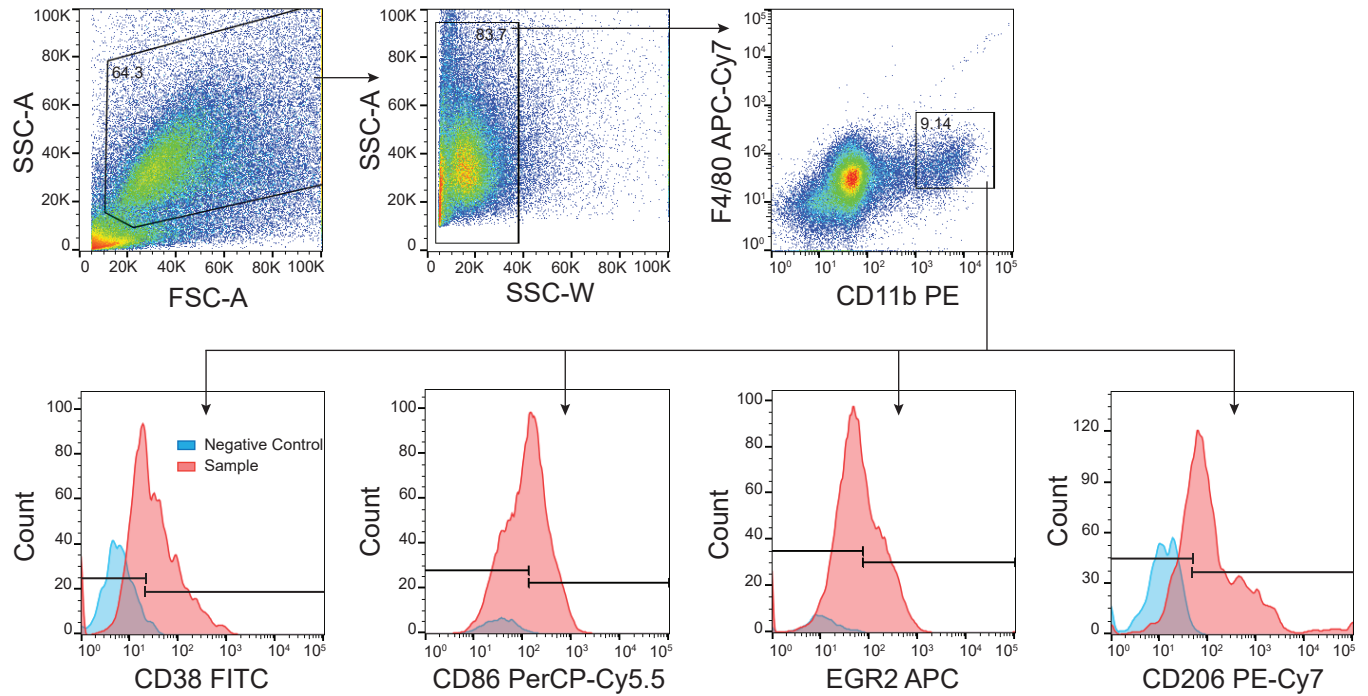 100K
80K
60K
40K
20K
0
SSC-A
64.3
0 20K 40K 60K 80K 100K
FSC-A
100K
80K
60K
40K
20K
0
SSC-A
83.7
0 20K 40K 60K 80K 100K
SSC-W
10^5
10^4
10^3
10^2
10^1
10^0
F4/80 APC-Cy7
9.14
10^0 10^1 10^2 10^3 10^4 10^5
CD11b PE
100
80
60
40
20
0
Count
Negative Control
Sample
10^0 10^1 10^2 10^3 10^4 10^5
CD38 FITC
100
80
60
40
20
0
Count
10^0 10^1 10^2 10^3 10^4 10^5
CD86 PerCP-Cy5.5
100
80
60
40
20
0
Count
10^0 10^1 10^2 10^3 10^4 10^5
EGR2 APC
120
90
60
30
0
Count
10^0 10^1 10^2 10^3 10^4 10^5
CD206 PE-Cy7